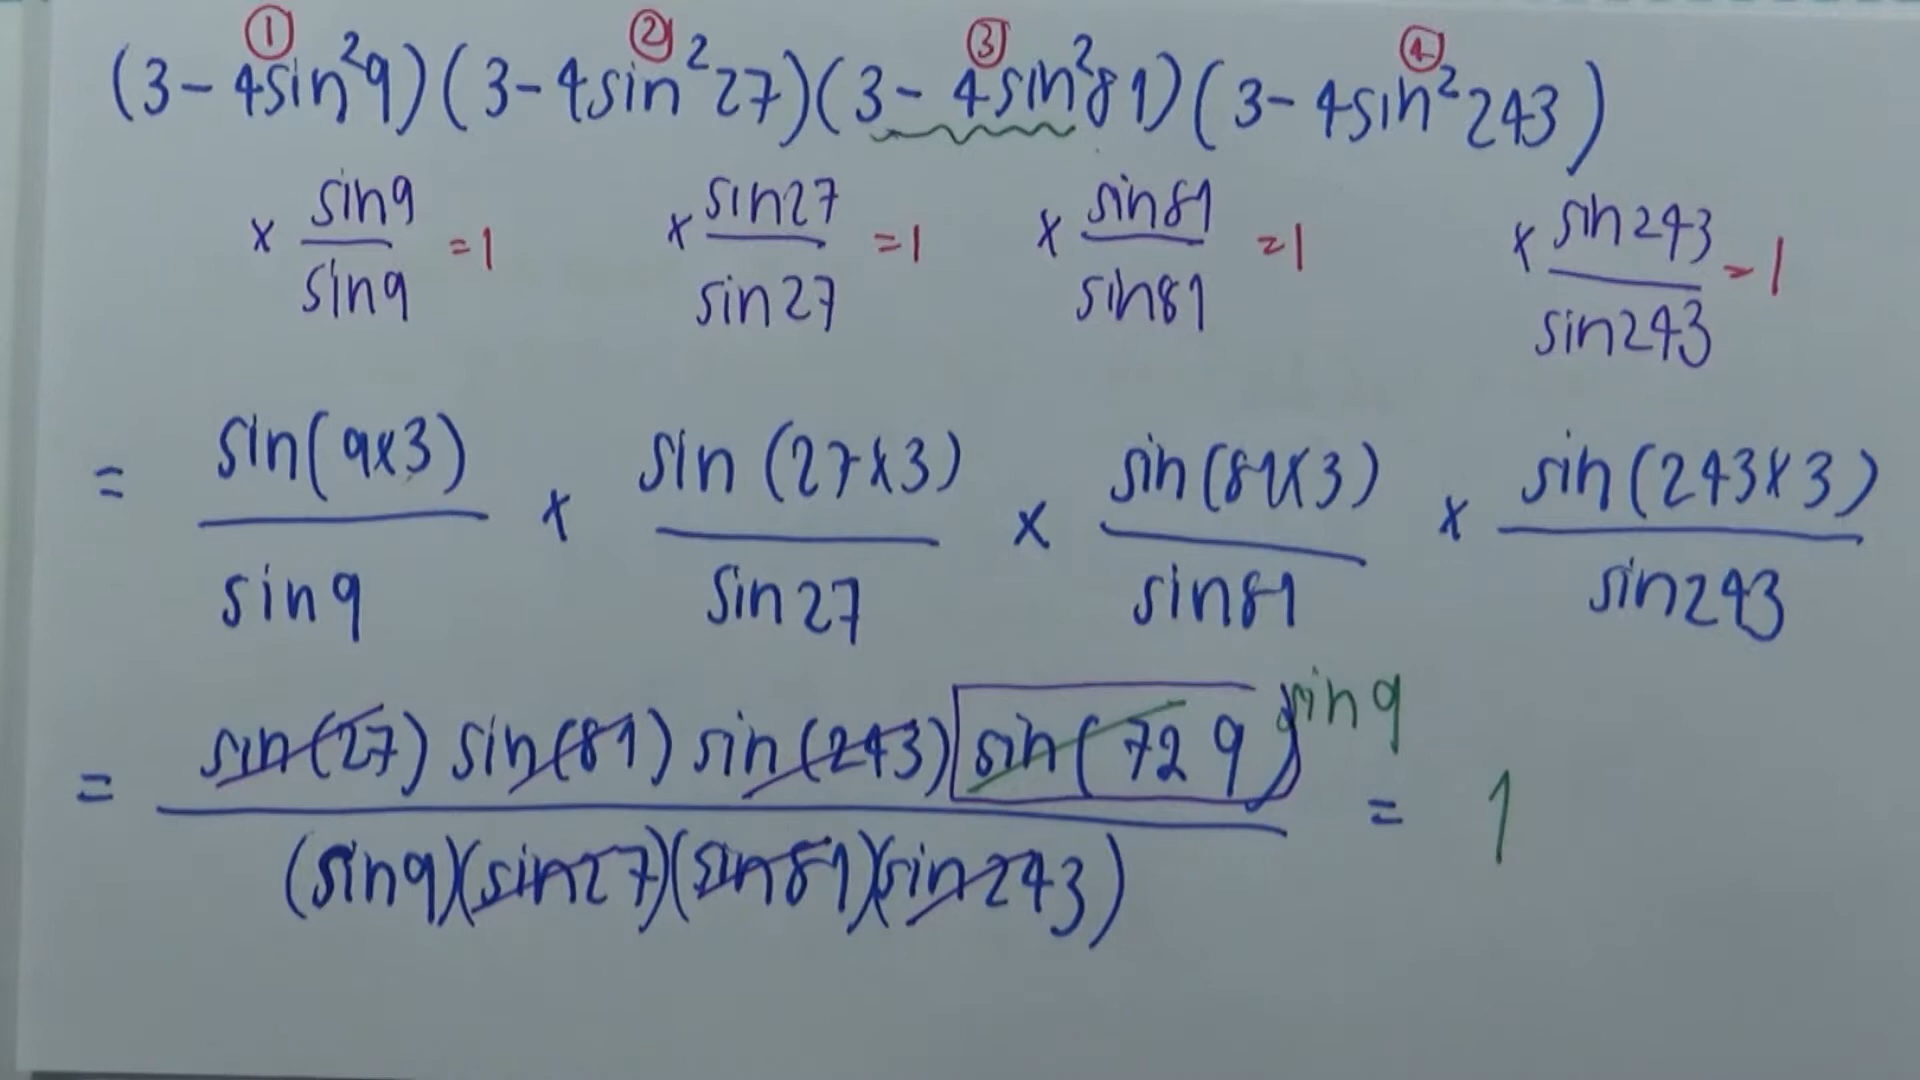 ① ② ③ ④
(3-4sin²9)(3-4sin²27)(3-4sin²81)(3-4sin²243)
× sin9/sin9 =1 × sin27/sin27 =1 × sin81/sin81 =1 × sin243/sin243 =1
= sin(9×3)/sin9 × sin(27×3)/sin27 × sin(81×3)/sin81 × sin(243×3)/sin243
= sin(27) sin(81) sin(243) sin(729) sin9/(sin9)(sin27)(sin81)(sin243) = 1